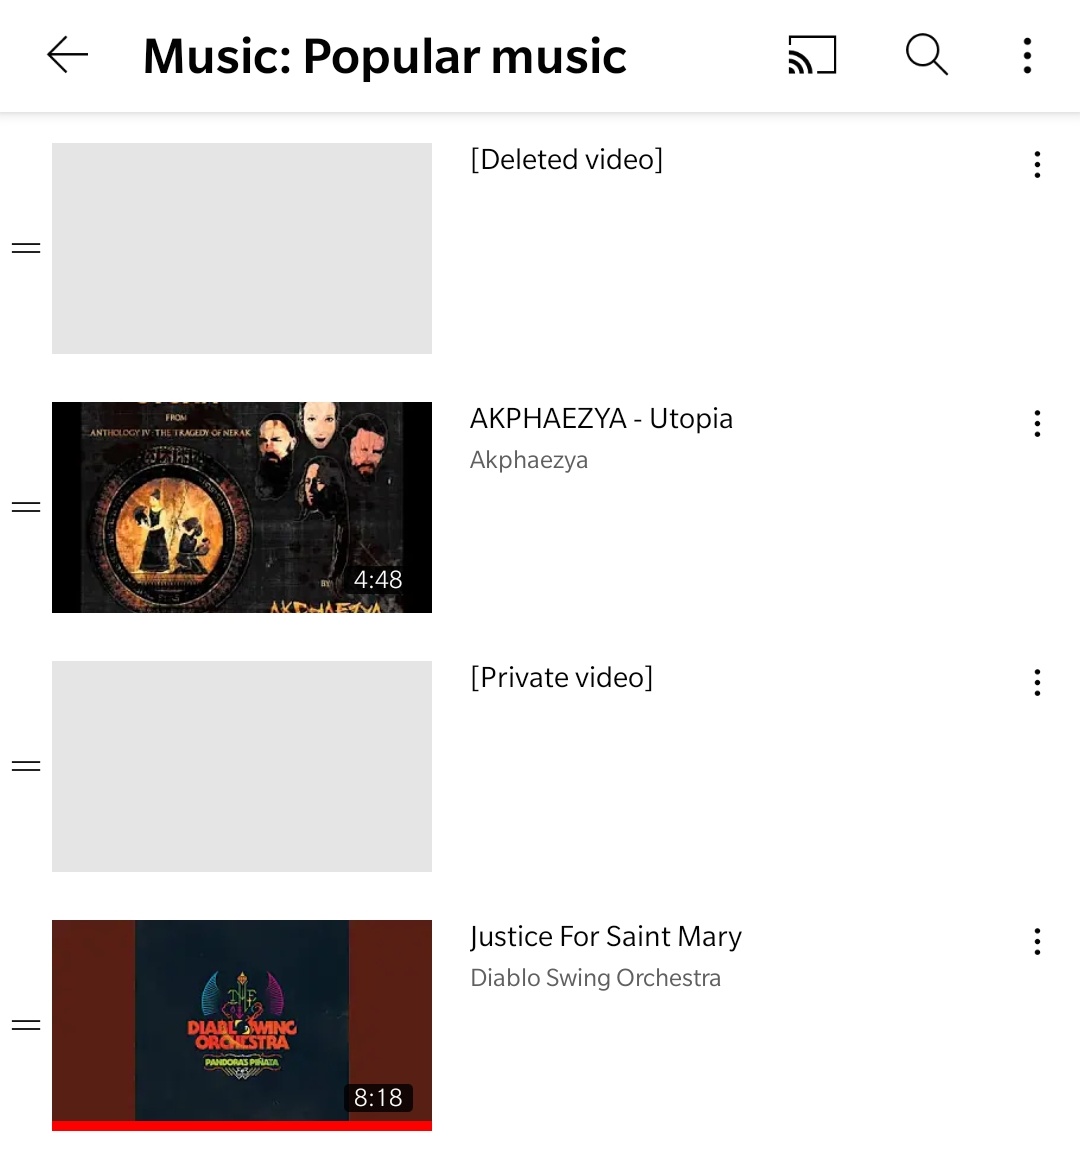 Music: Popular music
[Deleted video]
FROM
ANTHOLOGY IV: THE TRAGEDY OF NERAK
BY
AKPHAEZYA
4:48
AKPHAEZYA - Utopia
Akphaezya
[Private video]
DIABLO SWING
ORCHESTRA
PANDORA'S PIÑATA
8:18
Justice For Saint Mary
Diablo Swing Orchestra